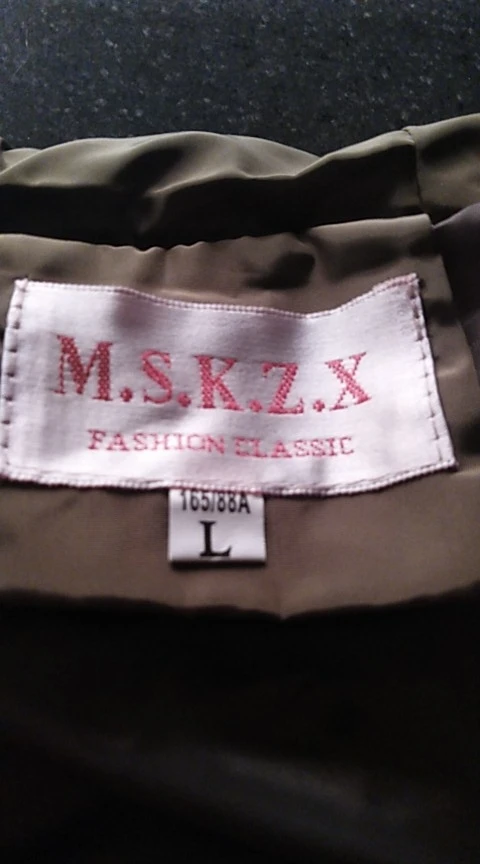 M.S.K.Z.X
FASHION CLASSIC
165/88A
L